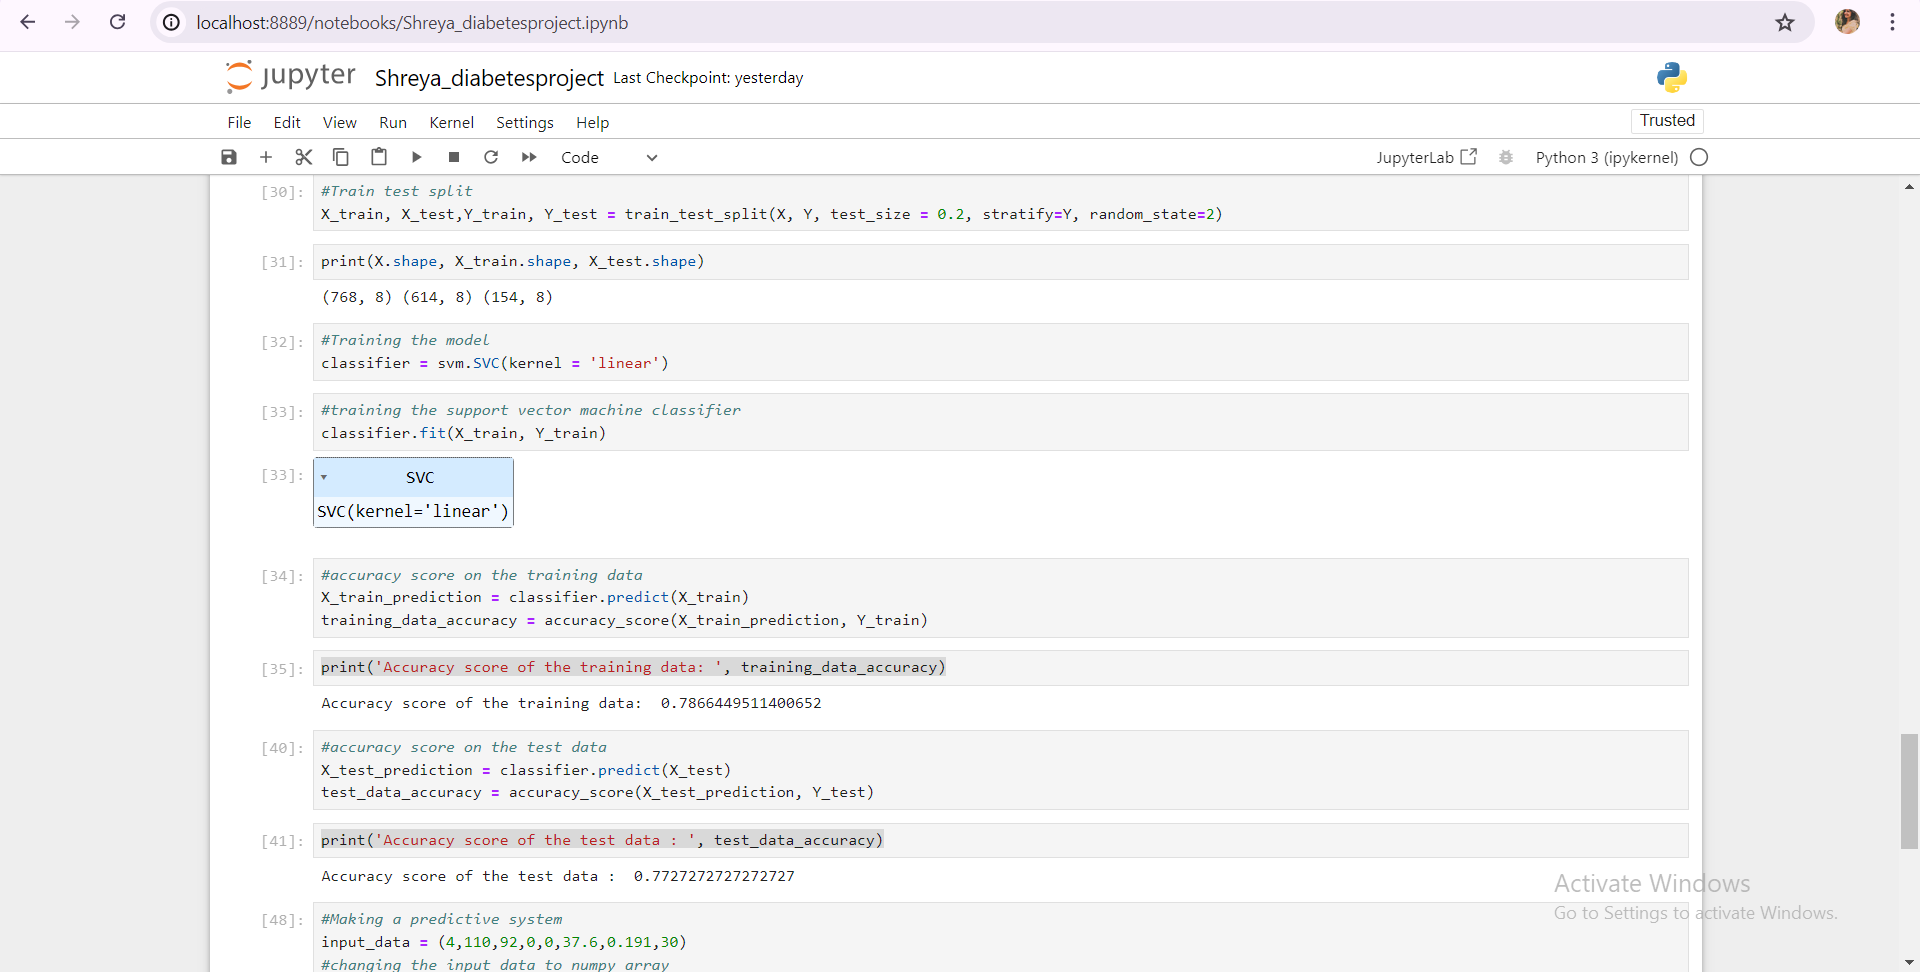 localhost:8889/notebooks/Shreya_diabetesproject.ipynb
jupyter Shreya_diabetesproject Last Checkpoint: yesterday
File Edit View Run Kernel Settings Help
Trusted
Code
JupyterLab
Python 3 (ipykernel)
[30]: #Train test split
X_train, X_test,Y_train, Y_test = train_test_split(X, Y, test_size = 0.2, stratify=Y, random_state=2)
[31]: print(X.shape, X_train.shape, X_test.shape)
(768, 8) (614, 8) (154, 8)
[32]: #Training the model
classifier = svm.SVC(kernel = 'linear')
[33]: #training the support vector machine classifier
classifier.fit(X_train, Y_train)
[33]: SVC
SVC(kernel='linear')
[34]: #accuracy score on the training data
X_train_prediction = classifier.predict(X_train)
training_data_accuracy = accuracy_score(X_train_prediction, Y_train)
[35]: print('Accuracy score of the training data: ', training_data_accuracy)
Accuracy score of the training data:  0.7866449511400652
[40]: #accuracy score on the test data
X_test_prediction = classifier.predict(X_test)
test_data_accuracy = accuracy_score(X_test_prediction, Y_test)
[41]: print('Accuracy score of the test data : ', test_data_accuracy)
Accuracy score of the test data :  0.7727272727272727
[48]: #Making a predictive system
input_data = (4,110,92,0,0,37.6,0.191,30)
#changing the input data to numpy array
Activate Windows
Go to Settings to activate Windows.